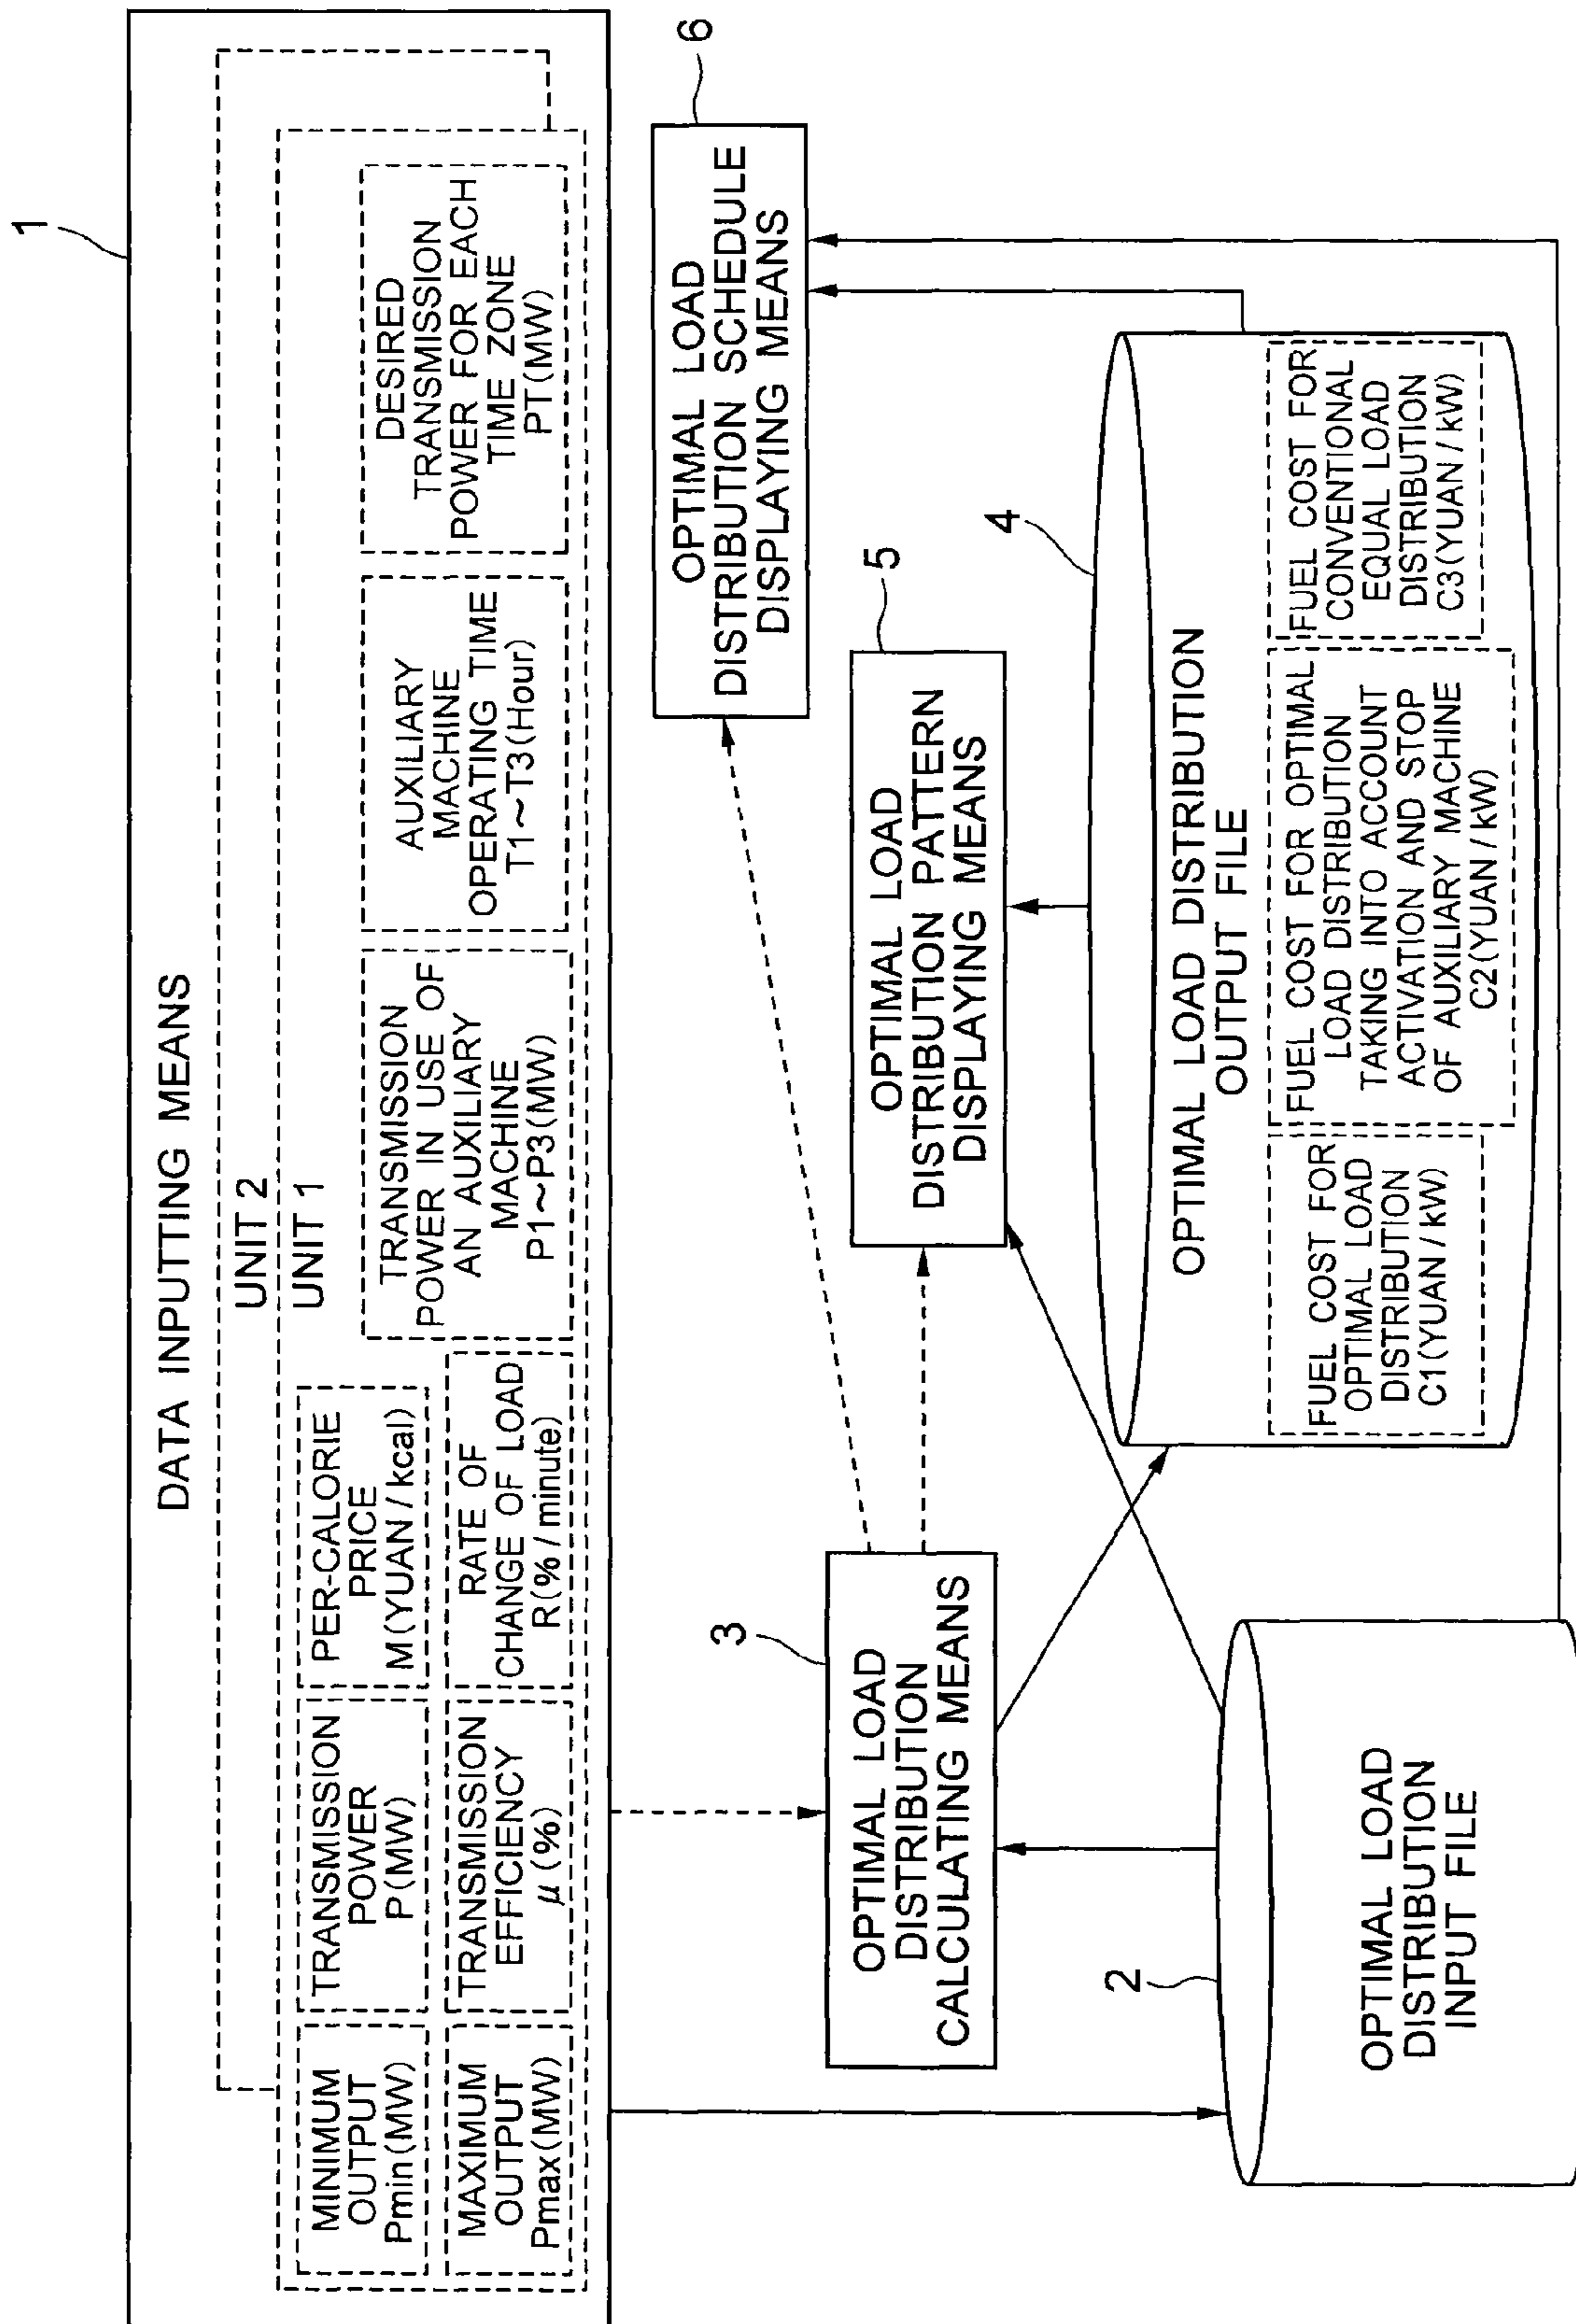 1
DATA INPUTTING MEANS
UNIT 2
UNIT 1
MINIMUM
OUTPUT
Pmin(MW)
TRANSMISSION
POWER
P(MW)
PER-CALORIE
PRICE
M(YUAN/kcal)
MAXIMUM
OUTPUT
Pmax(MW)
TRANSMISSION
EFFICIENCY
μ(%)
RATE OF
CHANGE OF LOAD
R(%/minute)
TRANSMISSION
POWER IN USE OF
AN AUXILIARY
MACHINE
P1~P3(MW)
AUXILIARY
MACHINE
OPERATING TIME
T1~T3(Hour)
DESIRED
TRANSMISSION
POWER FOR EACH
TIME ZONE
PT(MW)
6
OPTIMAL LOAD
DISTRIBUTION SCHEDULE
DISPLAYING MEANS
5
OPTIMAL LOAD
DISTRIBUTION PATTERN
DISPLAYING MEANS
3
OPTIMAL LOAD
DISTRIBUTION
CALCULATING MEANS
4
OPTIMAL LOAD DISTRIBUTION
OUTPUT FILE
FUEL COST FOR
OPTIMAL LOAD
DISTRIBUTION
C1(YUAN/kW)
FUEL COST FOR OPTIMAL
LOAD DISTRIBUTION
TAKING INTO ACCOUNT
ACTIVATION AND STOP
OF AUXILIARY MACHINE
C2(YUAN/kW)
FUEL COST FOR
CONVENTIONAL
EQUAL LOAD
DISTRIBUTION
C3(YUAN/kW)
2
OPTIMAL LOAD
DISTRIBUTION
INPUT FILE